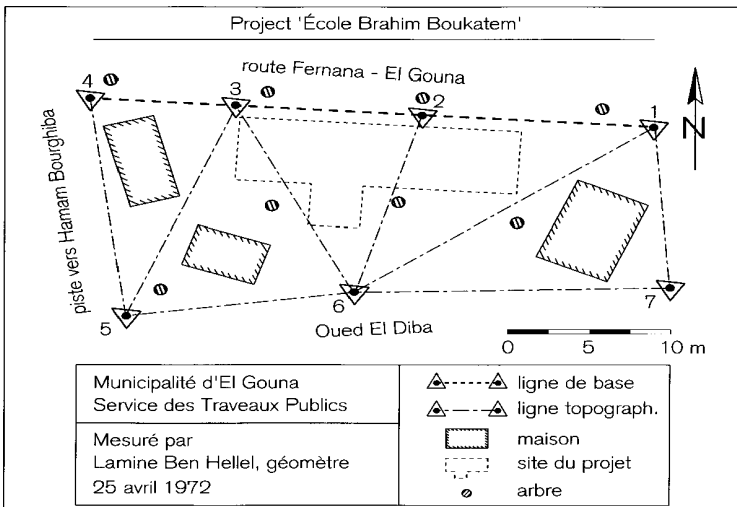 Project 'École Brahim Boukatem'
route Fernana - El Gouna
4
3
2
1
N
piste vers Hamam Bourghiba
5
6
7
Oued El Diba
0 5 10 m
Municipalité d'El Gouna
Service des Traveaux Publics
Mesuré par
Lamine Ben Hellel, géomètre
25 avril 1972
ligne de base
ligne topograph.
maison
site du projet
arbre